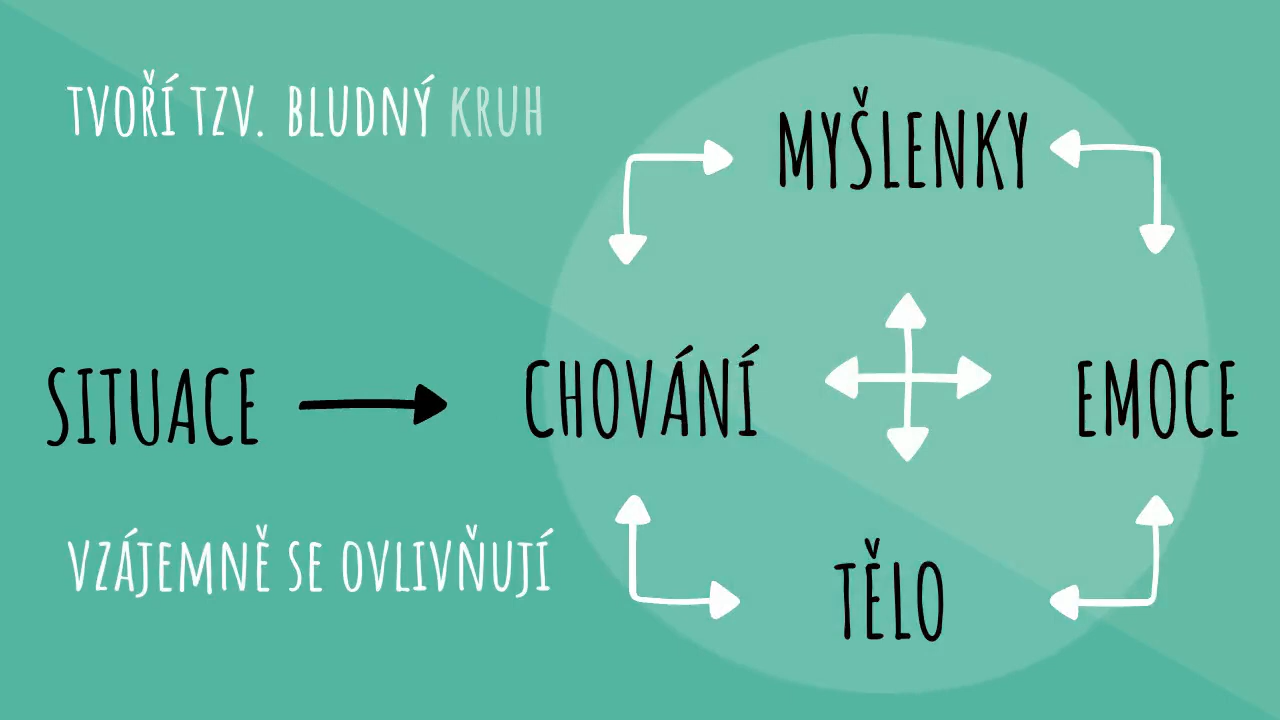 TVOŘÍ TZV. BLUDNÝ KRUH
MYŠLENKY
SITUACE
CHOVÁNÍ
EMOCE
VZÁJEMNĚ SE OVLIVŇUJÍ
TĚLO